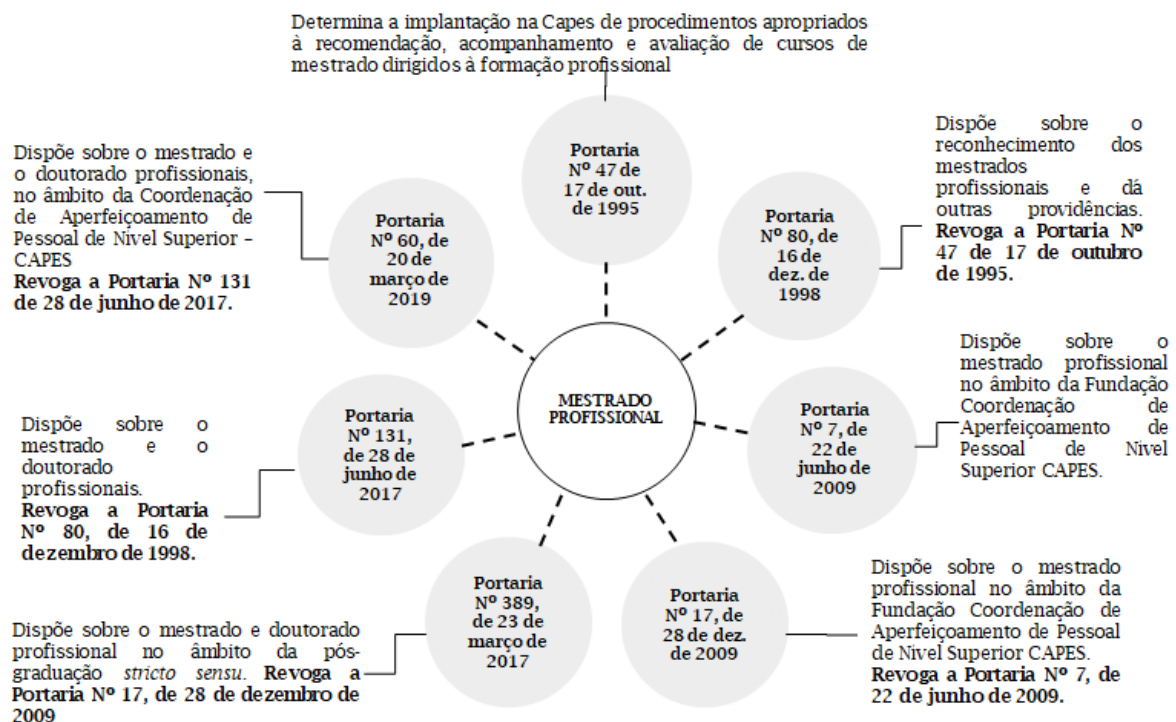 Determina a implantação na Capes de procedimentos apropriados
à recomendação, acompanhamento e avaliação de cursos de
mestrado dirigidos à formação profissional
Portaria
Nº 47 de
17 de out.
de 1995
Dispõe sobre o
reconhecimento dos
mestrados
profissionais e dá
outras providências.
Revoga a Portaria Nº
47 de 17 de outubro
de 1995.
Portaria
Nº 80, de
16 de
dez. de
1998
Dispõe sobre o
mestrado profissional
no âmbito da Fundação
Coordenação de
Aperfeiçoamento de
Pessoal de Nivel
Superior CAPES.
Portaria
Nº 7, de
22 de
junho de
2009
Dispõe sobre o mestrado
profissional no âmbito da
Fundação Coordenação de
Aperfeiçoamento de Pessoal
de Nivel Superior CAPES.
Revoga a Portaria Nº 7, de
22 de junho de 2009.
Portaria
Nº 17, de
28 de dez.
de 2009
Portaria
Nº 389,
de 23 de
março de
2017
Dispõe sobre o mestrado e doutorado
profissional no âmbito da pós-
graduação stricto sensu. Revoga a
Portaria Nº 17, de 28 de dezembro de
2009
Portaria
Nº 131,
de 28 de
junho de
2017
Dispõe sobre o
mestrado e o
doutorado
profissionais.
Revoga a Portaria
Nº 80, de 16 de
dezembro de 1998.
Portaria
Nº 60, de
20 de
março de
2019
Dispõe sobre o mestrado e
o doutorado profissionais,
no âmbito da Coordenação
de Aperfeiçoamento de
Pessoal de Nivel Superior –
CAPES
Revoga a Portaria Nº 131
de 28 de junho de 2017.
MESTRADO
PROFISSIONAL